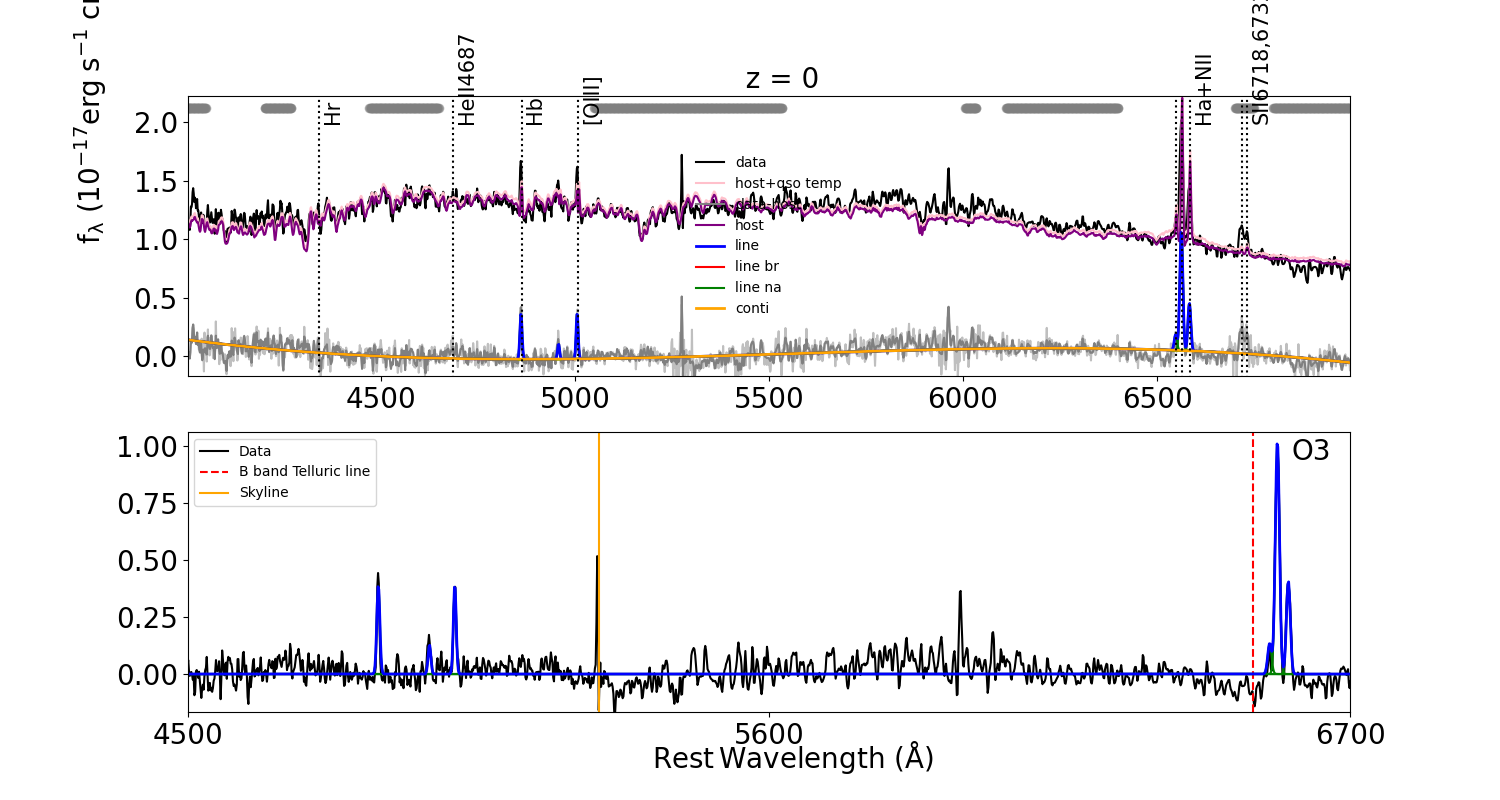 z = 0
f_λ (10^−17 erg s^−1
Hr
HeII4687
Hb
[OIII]
Ha+NII
SII6718,673
2.0
1.5
1.0
0.5
0.0
data
host+qso temp
host
line
line br
line na
conti
4500 5000 5500 6000 6500
1.00
0.75
0.50
0.25
0.00
Data
B band Telluric line
Skyline
O3
4500 5600 6700
Rest Wavelength (Å)